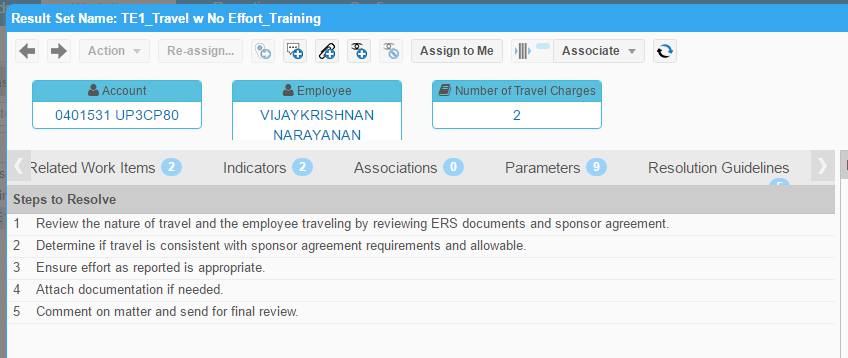 Result Set Name: TE1_Travel w No Effort_Training
Action Re-assign... Assign to Me Associate
Account
0401531 UP3CP80
Employee
VIJAYKRISHNAN
NARAYANAN
Number of Travel Charges
2
Related Work Items 2 Indicators 2 Associations 0 Parameters 9 Resolution Guidelines
5
Steps to Resolve
1 Review the nature of travel and the employee traveling by reviewing ERS documents and sponsor agreement.
2 Determine if travel is consistent with sponsor agreement requirements and allowable.
3 Ensure effort as reported is appropriate.
4 Attach documentation if needed.
5 Comment on matter and send for final review.